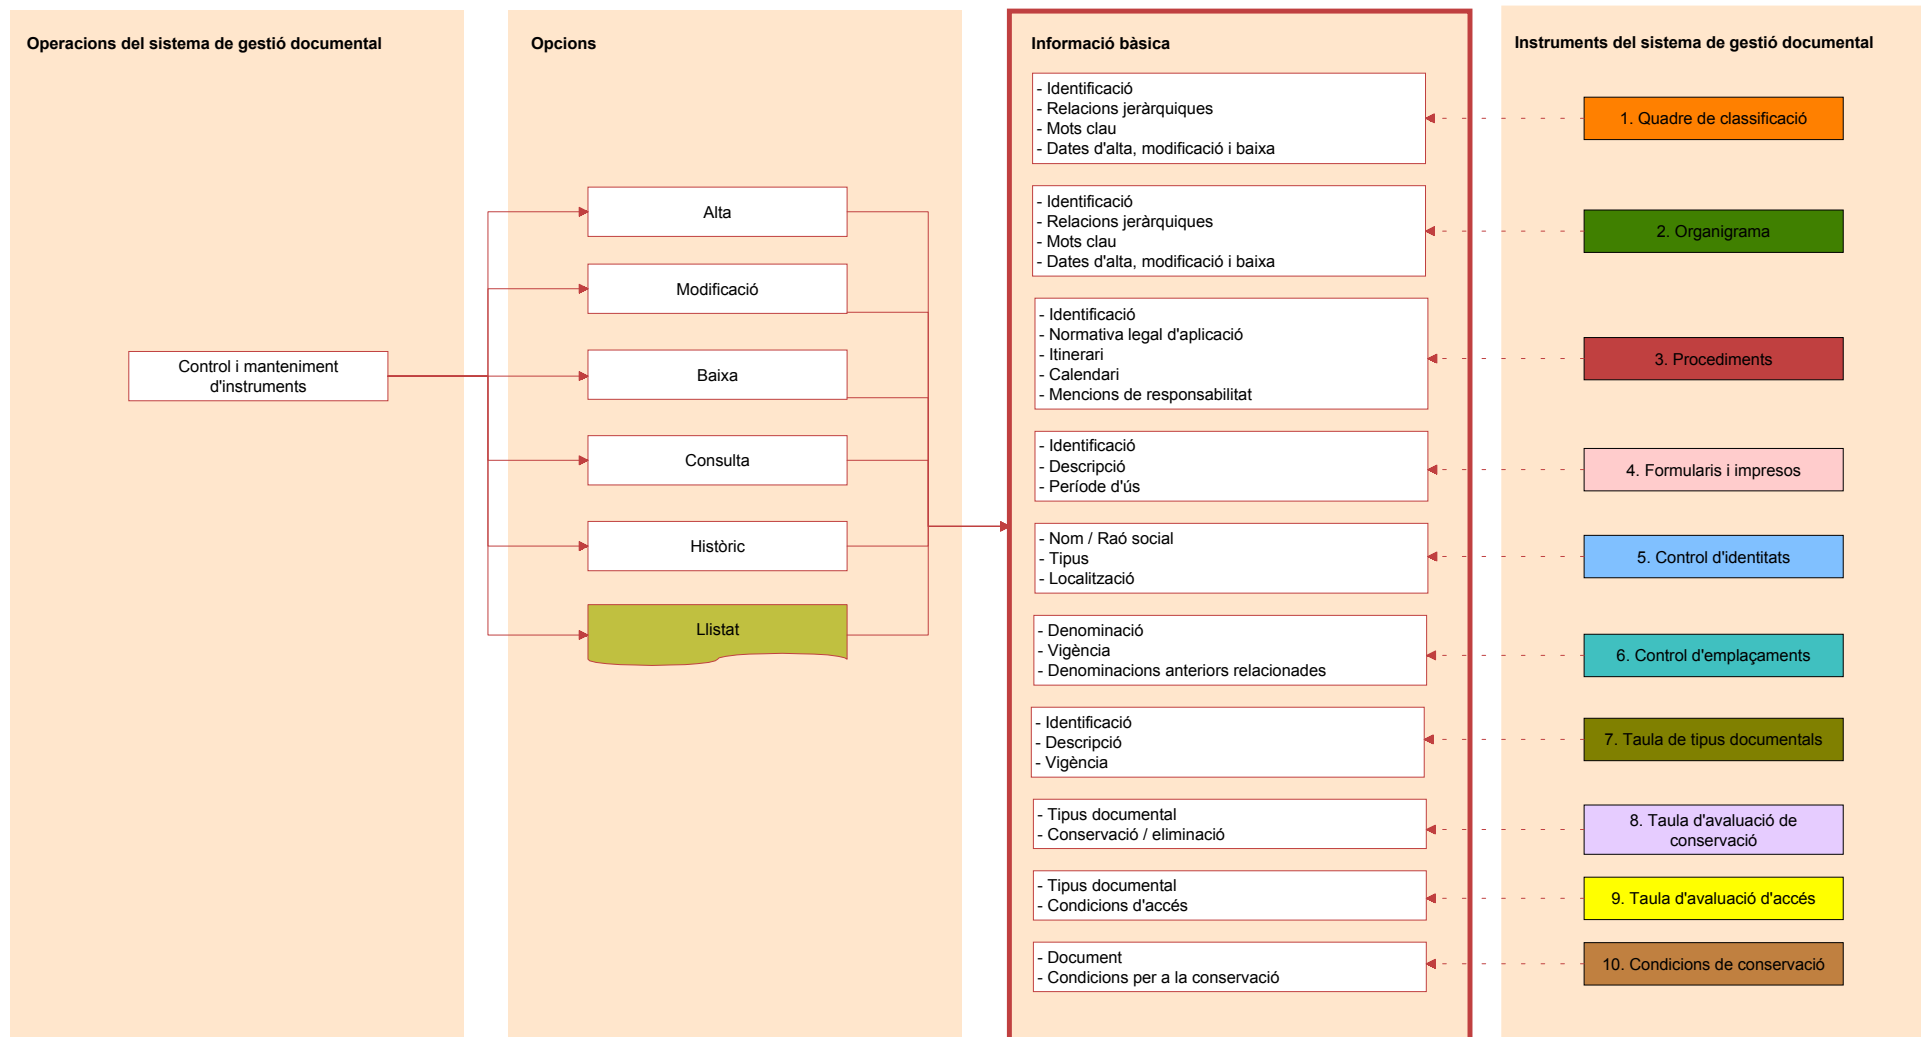 Operacions del sistema de gestió documental
Control i manteniment
d'instruments
Opcions
Alta
Modificació
Baixa
Consulta
Històric
Llistat
Informació bàsica
- Identificació
- Relacions jeràrquiques
- Mots clau
- Dates d'alta, modificació i baixa
- Identificació
- Relacions jeràrquiques
- Mots clau
- Dates d'alta, modificació i baixa
- Identificació
- Normativa legal d'aplicació
- Itinerari
- Calendari
- Mencions de responsabilitat
- Identificació
- Descripció
- Període d'ús
- Nom / Raó social
- Tipus
- Localització
- Denominació
- Vigència
- Denominacions anteriors relacionades
- Identificació
- Descripció
- Vigència
- Tipus documental
- Conservació / eliminació
- Tipus documental
- Condicions d'accés
- Document
- Condicions per a la conservació
Instruments del sistema de gestió documental
1. Quadre de classificació
2. Organigrama
3. Procediments
4. Formularis i impresos
5. Control d'identitats
6. Control d'emplaçaments
7. Taula de tipus documentals
8. Taula d'avaluació de
conservació
9. Taula d'avaluació d'accés
10. Condicions de conservació